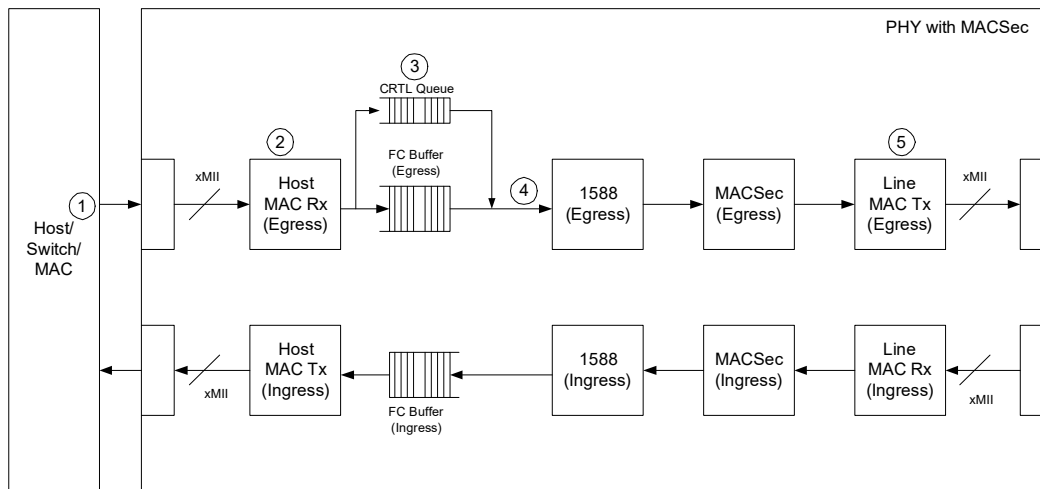 PHY with MACSec
3
CRTL Queue
2
5
FC Buffer
(Egress)
xMII
Host
MAC Rx
(Egress)
4
1588
(Egress)
MACSec
(Egress)
Line
MAC Tx
(Egress)
xMII
1
Host/
Switch/
MAC
xMII
Host
MAC Tx
(Ingress)
FC Buffer
(Ingress)
1588
(Ingress)
MACSec
(Ingress)
Line
MAC Rx
(Ingress)
xMII